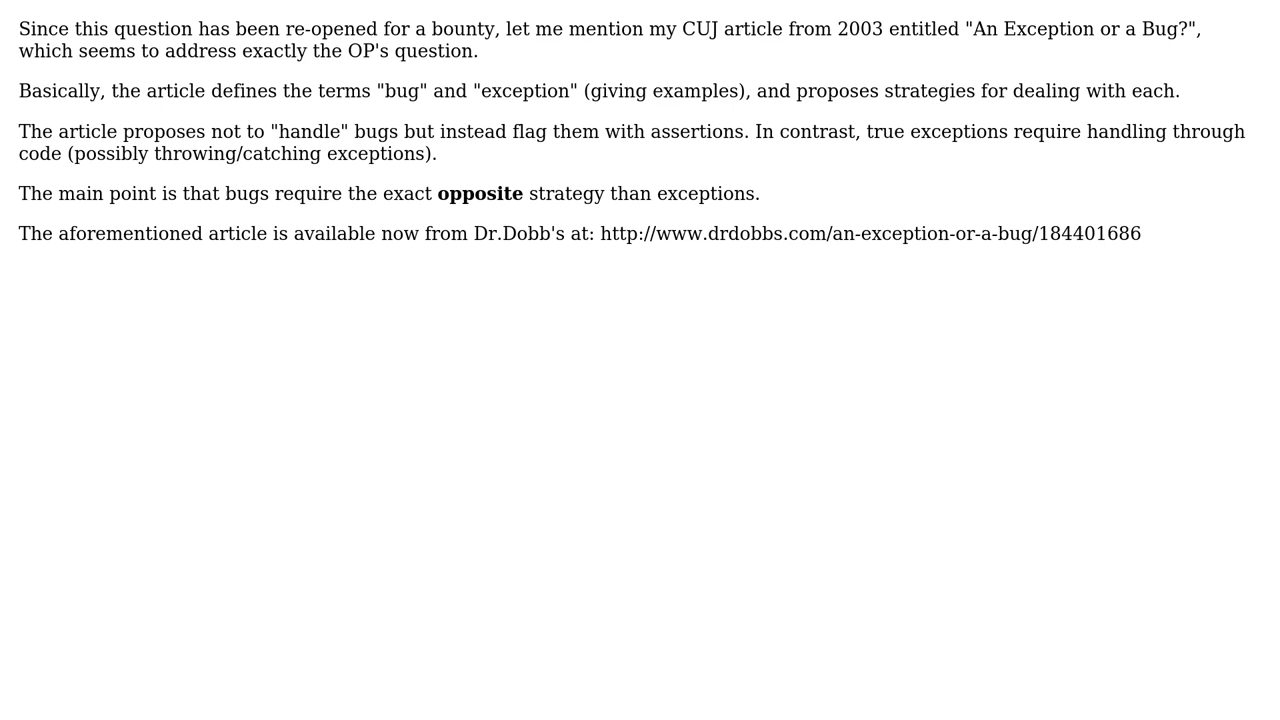 Since this question has been re-opened for a bounty, let me mention my CUJ article from 2003 entitled "An Exception or a Bug?",
which seems to address exactly the OP's question.
Basically, the article defines the terms "bug" and "exception" (giving examples), and proposes strategies for dealing with each.
The article proposes not to "handle" bugs but instead flag them with assertions. In contrast, true exceptions require handling through
code (possibly throwing/catching exceptions).
The main point is that bugs require the exact opposite strategy than exceptions.
The aforementioned article is available now from Dr.Dobb's at: http://www.drdobbs.com/an-exception-or-a-bug/184401686